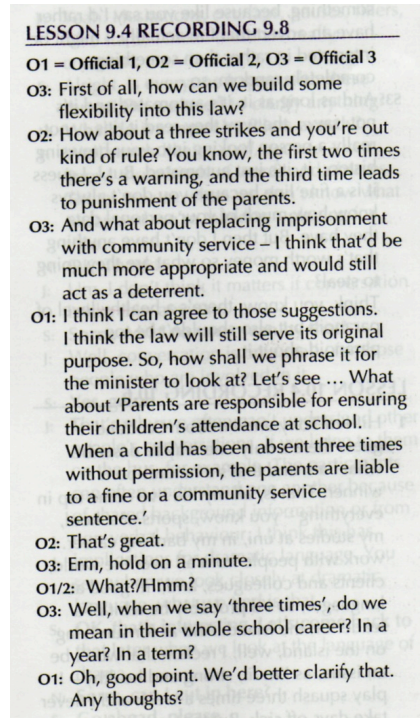 LESSON 9.4 RECORDING 9.8
O1 = Official 1, O2 = Official 2, O3 = Official 3
O3: First of all, how can we build some
flexibility into this law?
O2: How about a three strikes and you're out
kind of rule? You know, the first two times
there's a warning, and the third time leads
to punishment of the parents.
O3: And what about replacing imprisonment
with community service – I think that'd be
much more appropriate and would still
act as a deterrent.
O1: I think I can agree to those suggestions.
I think the law will still serve its original
purpose. So, how shall we phrase it for
the minister to look at? Let's see … What
about 'Parents are responsible for ensuring
their children's attendance at school.
When a child has been absent three times
without permission, the parents are liable
to a fine or a community service
sentence.'
O2: That's great.
O3: Erm, hold on a minute.
O1/2: What?/Hmm?
O3: Well, when we say 'three times', do we
mean in their whole school career? In a
year? In a term?
O1: Oh, good point. We'd better clarify that.
Any thoughts?